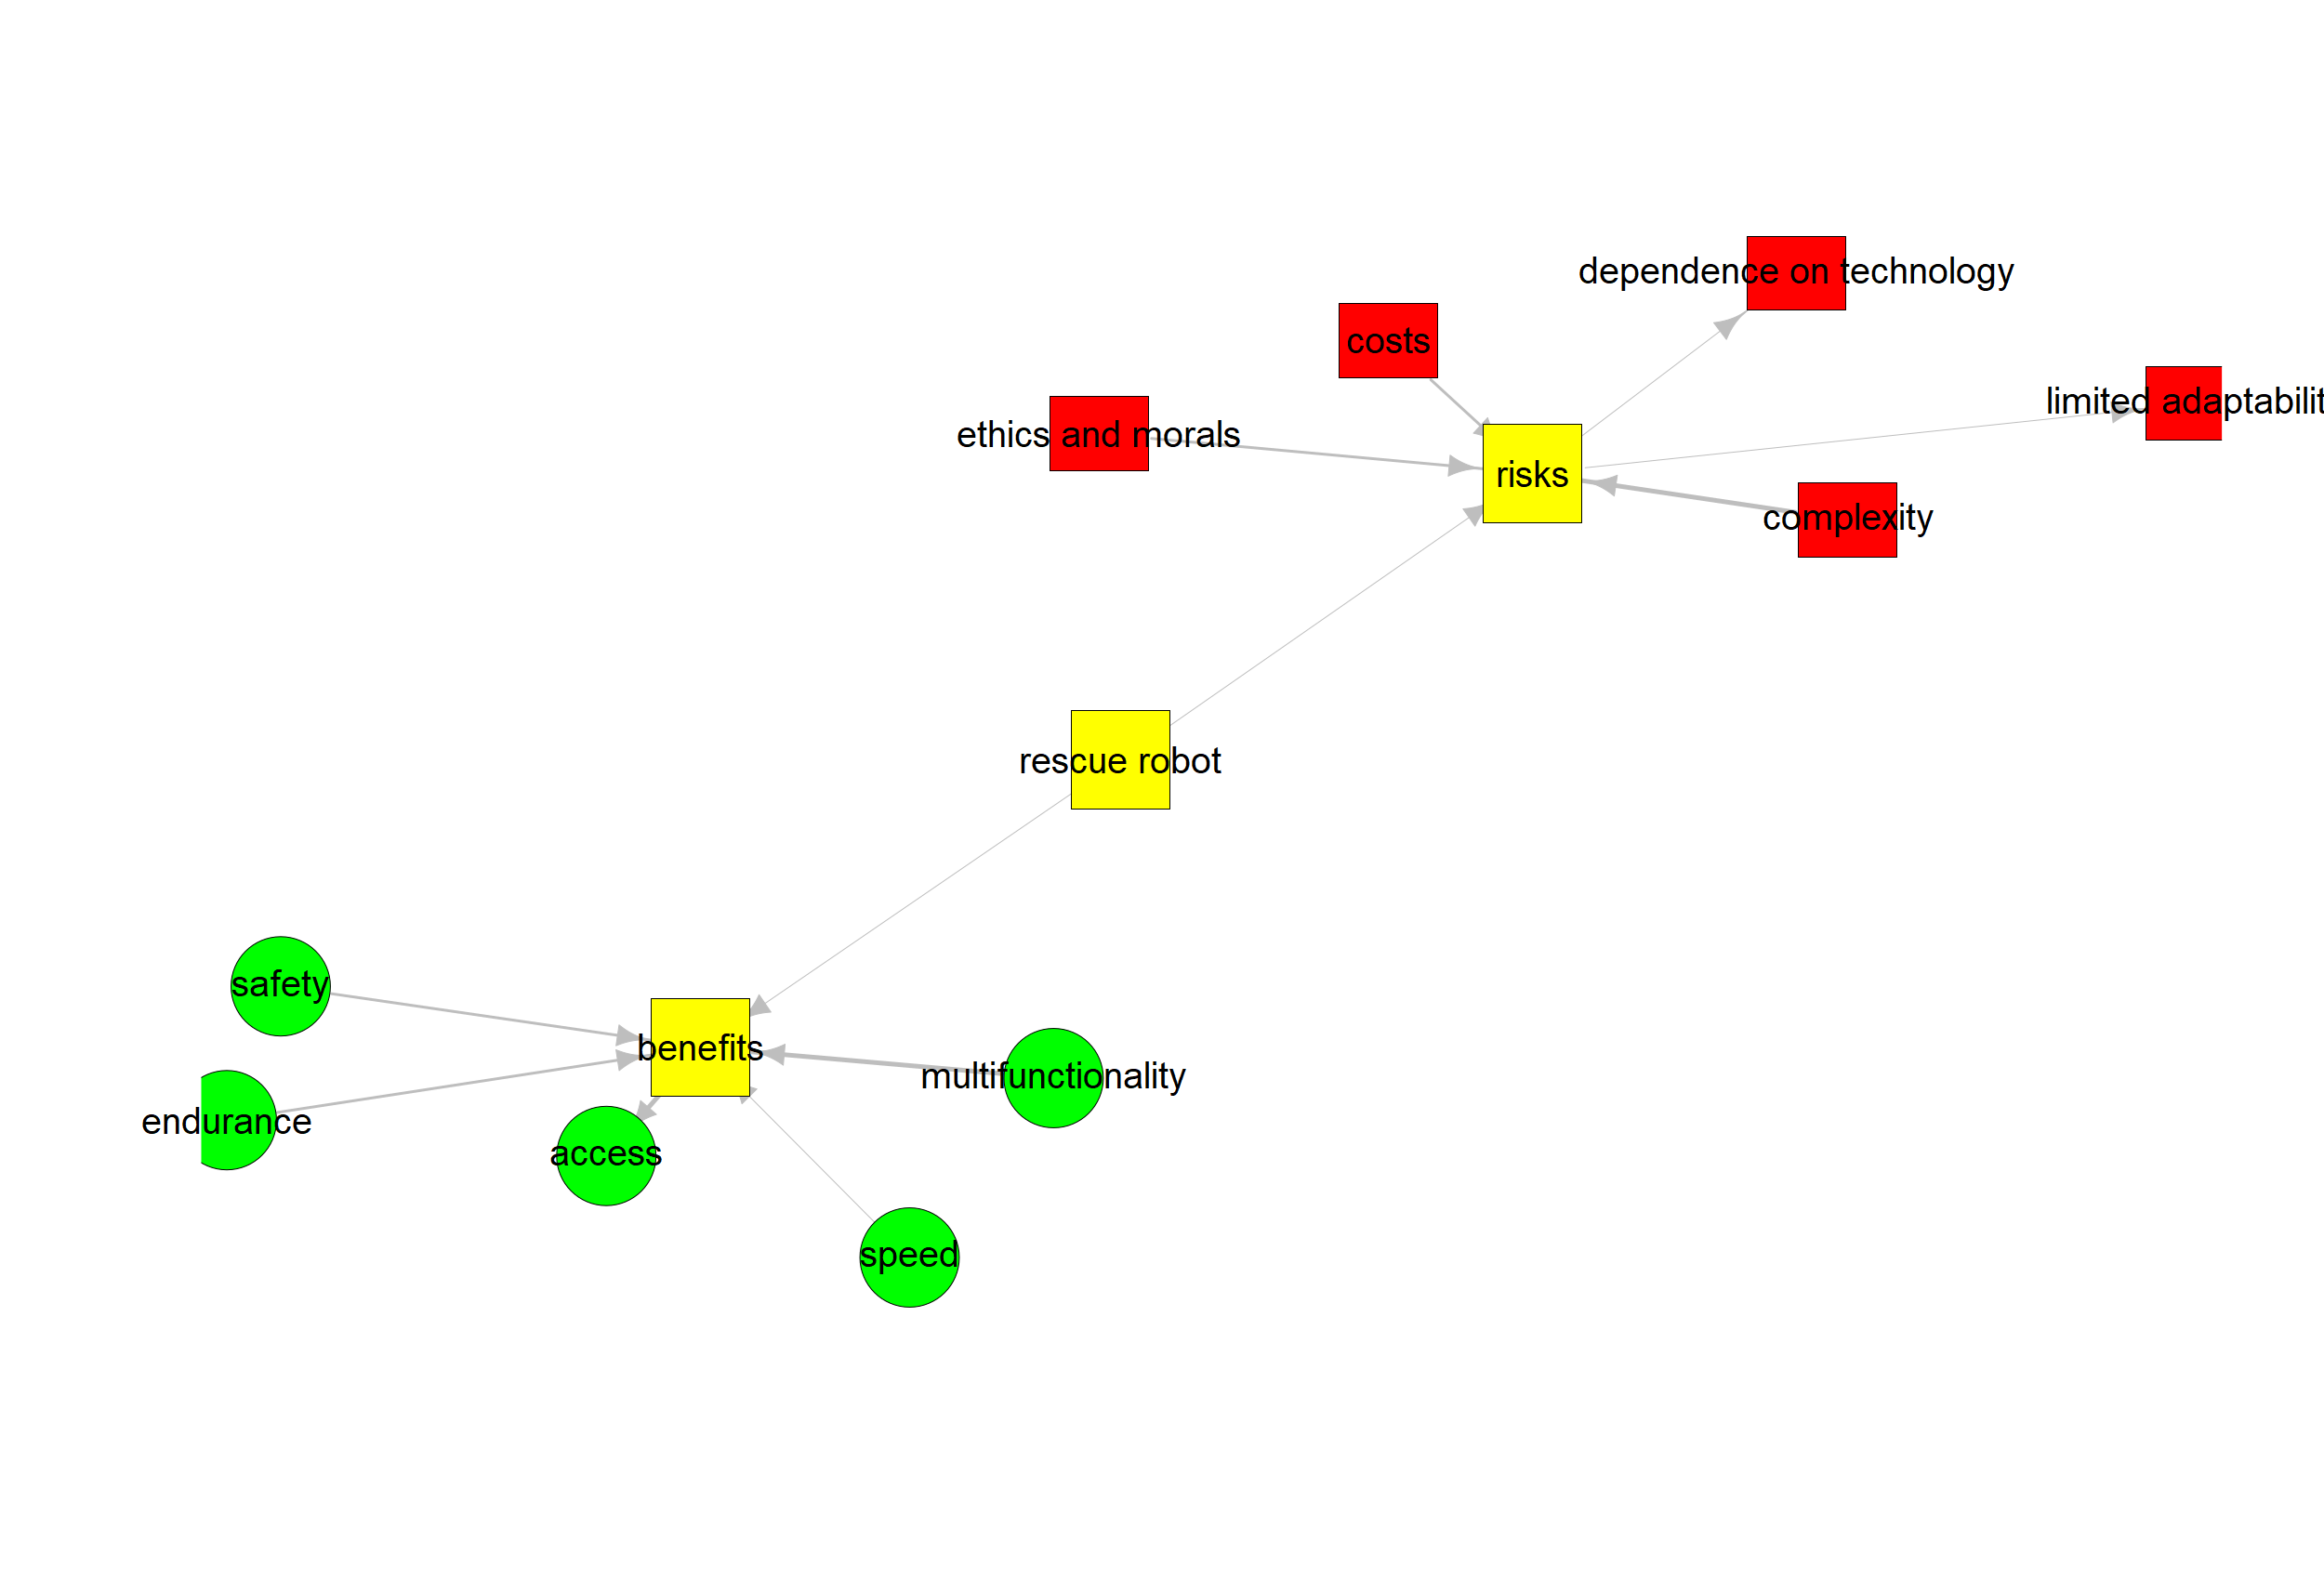 dependence on technology
costs
limited adaptabilit
ethics and morals
risks
complexity
rescue robot
safety
benefits
multifunctionality
endurance
access
speed